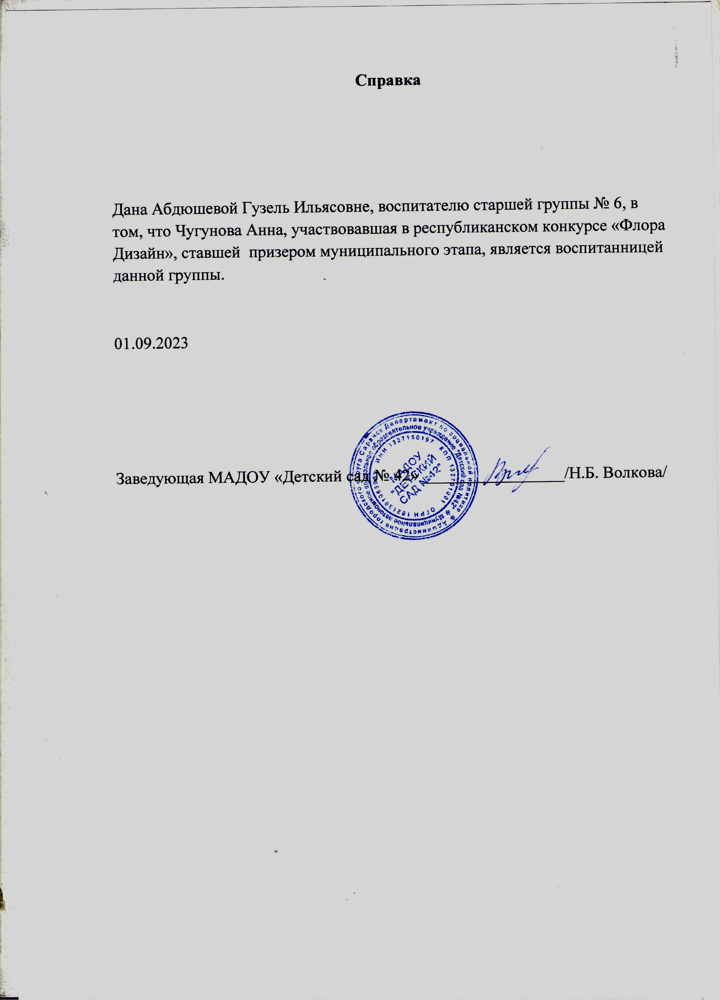 Справка
Дана Абдюшевой Гузель Ильясовне, воспитателю старшей группы № 6, в
том, что Чугунова Анна, участвовавшая в республиканском конкурсе «Флора
Дизайн», ставшей  призером муниципального этапа, является воспитанницей
данной группы.
01.09.2023
Заведующая МАДОУ «Детский сад № 42» ________________/Н.Б. Волкова/
Администрация городского округа Саранск Департамент по социальной политике *
Муниципальное автономное дошкольное образовательное учреждение "Детский сад №42" *
ИНН 1327150197 КПП 132701001 ОГРН
МАДОУ
"ДЕТСКИЙ
САД №42"